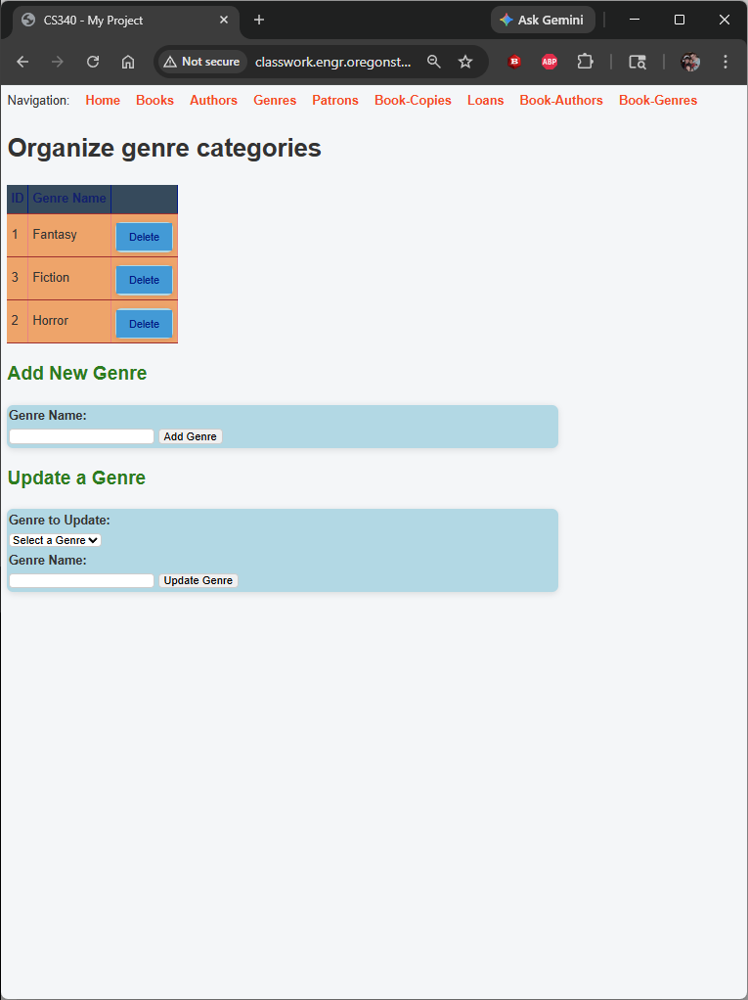 CS340 - My Project
Ask Gemini
Not secure classwork.engr.oregonst...
ABP
Navigation: Home Books Authors Genres Patrons Book-Copies Loans Book-Authors Book-Genres
Organize genre categories
ID Genre Name
1 Fantasy Delete
3 Fiction Delete
2 Horror Delete
Add New Genre
Genre Name:
Add Genre
Update a Genre
Genre to Update:
Select a Genre
Genre Name:
Update Genre